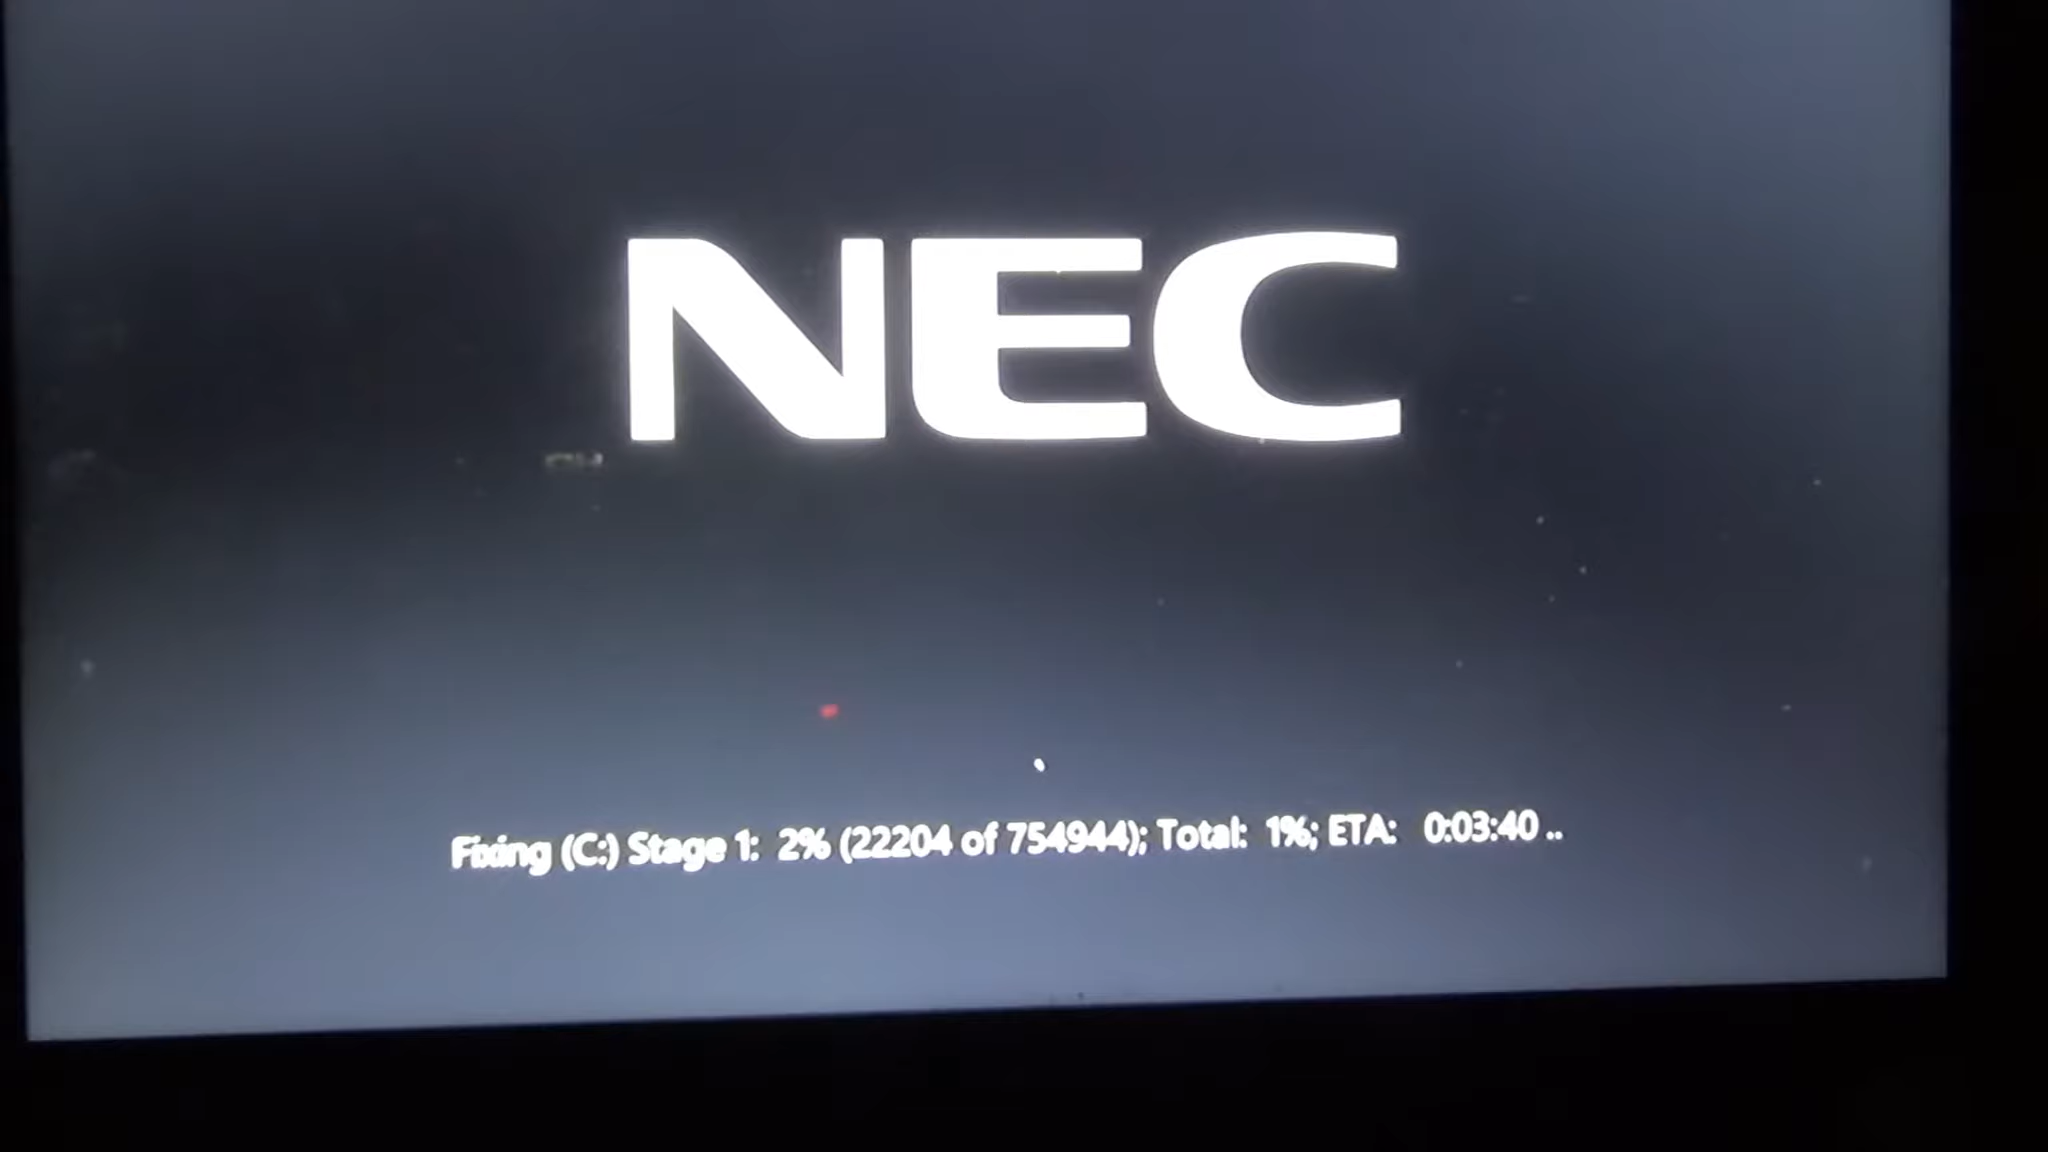 NEC
Fixing (C:) Stage 1: 2% (22204 of 754944); Total: 1%; ETA: 0:03:40 ..